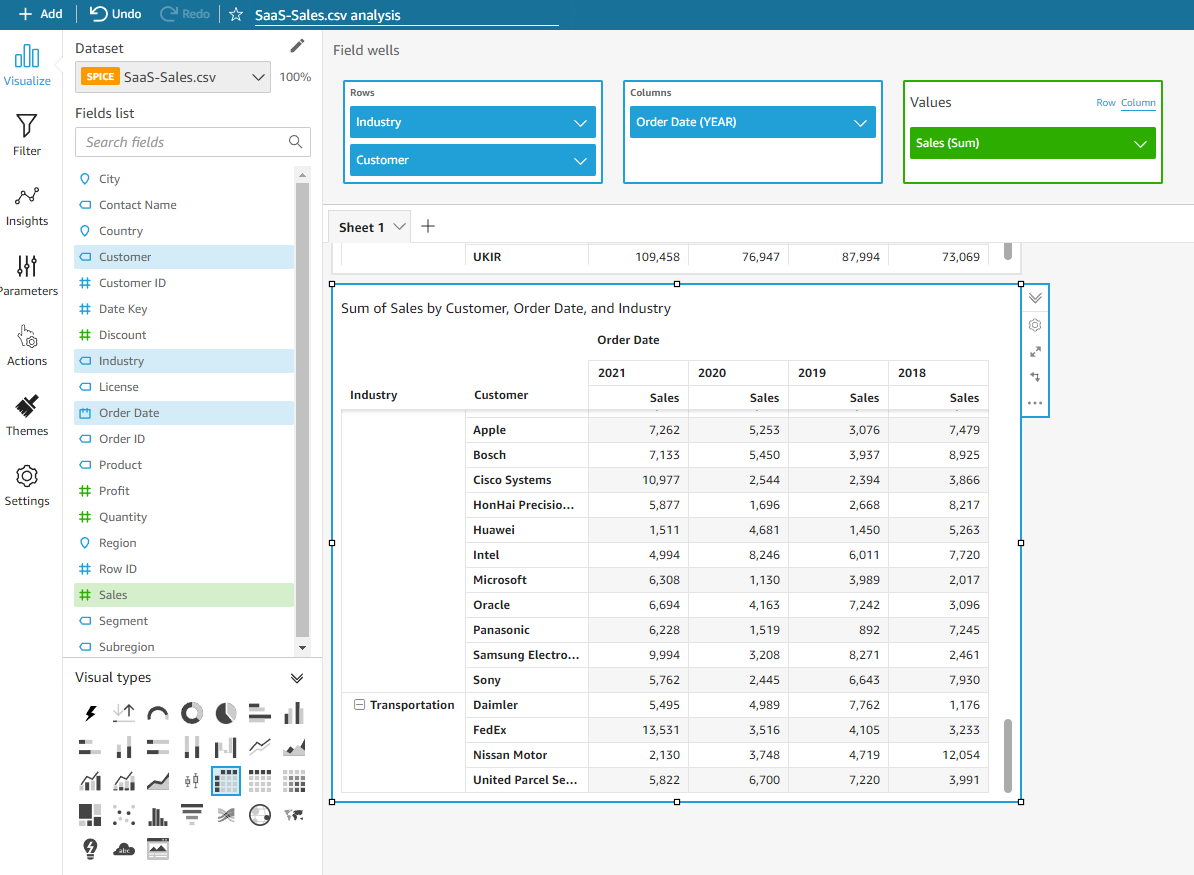 Add Undo Redo SaaS-Sales.csv analysis
Visualize
Filter
Insights
Parameters
Actions
Themes
Settings
Dataset
SPICE SaaS-Sales.csv 100%
Fields list
Search fields
City
Contact Name
Country
Customer
Customer ID
Date Key
Discount
Industry
License
Order Date
Order ID
Product
Profit
Quantity
Region
Row ID
Sales
Segment
Subregion
Visual types
abc
Field wells
Rows
Industry
Customer
Columns
Order Date (YEAR)
Values Row Column
Sales (Sum)
Sheet 1
UKIR 109,458 76,947 87,994 73,069
Sum of Sales by Customer, Order Date, and Industry
Order Date
2021 2020 2019 2018
Industry Customer Sales Sales Sales Sales
Apple 7,262 5,253 3,076 7,479
Bosch 7,133 5,450 3,937 8,925
Cisco Systems 10,977 2,544 2,394 3,866
HonHai Precisio... 5,877 1,696 2,668 8,217
Huawei 1,511 4,681 1,450 5,263
Intel 4,994 8,246 6,011 7,720
Microsoft 6,308 1,130 3,989 2,017
Oracle 6,694 4,163 7,242 3,096
Panasonic 6,228 1,519 892 7,245
Samsung Electro... 9,994 3,208 8,271 2,461
Sony 5,762 2,445 6,643 7,930
Transportation Daimler 5,495 4,989 7,762 1,176
FedEx 13,531 3,516 4,105 3,233
Nissan Motor 2,130 3,748 4,719 12,054
United Parcel Se... 5,822 6,700 7,220 3,991